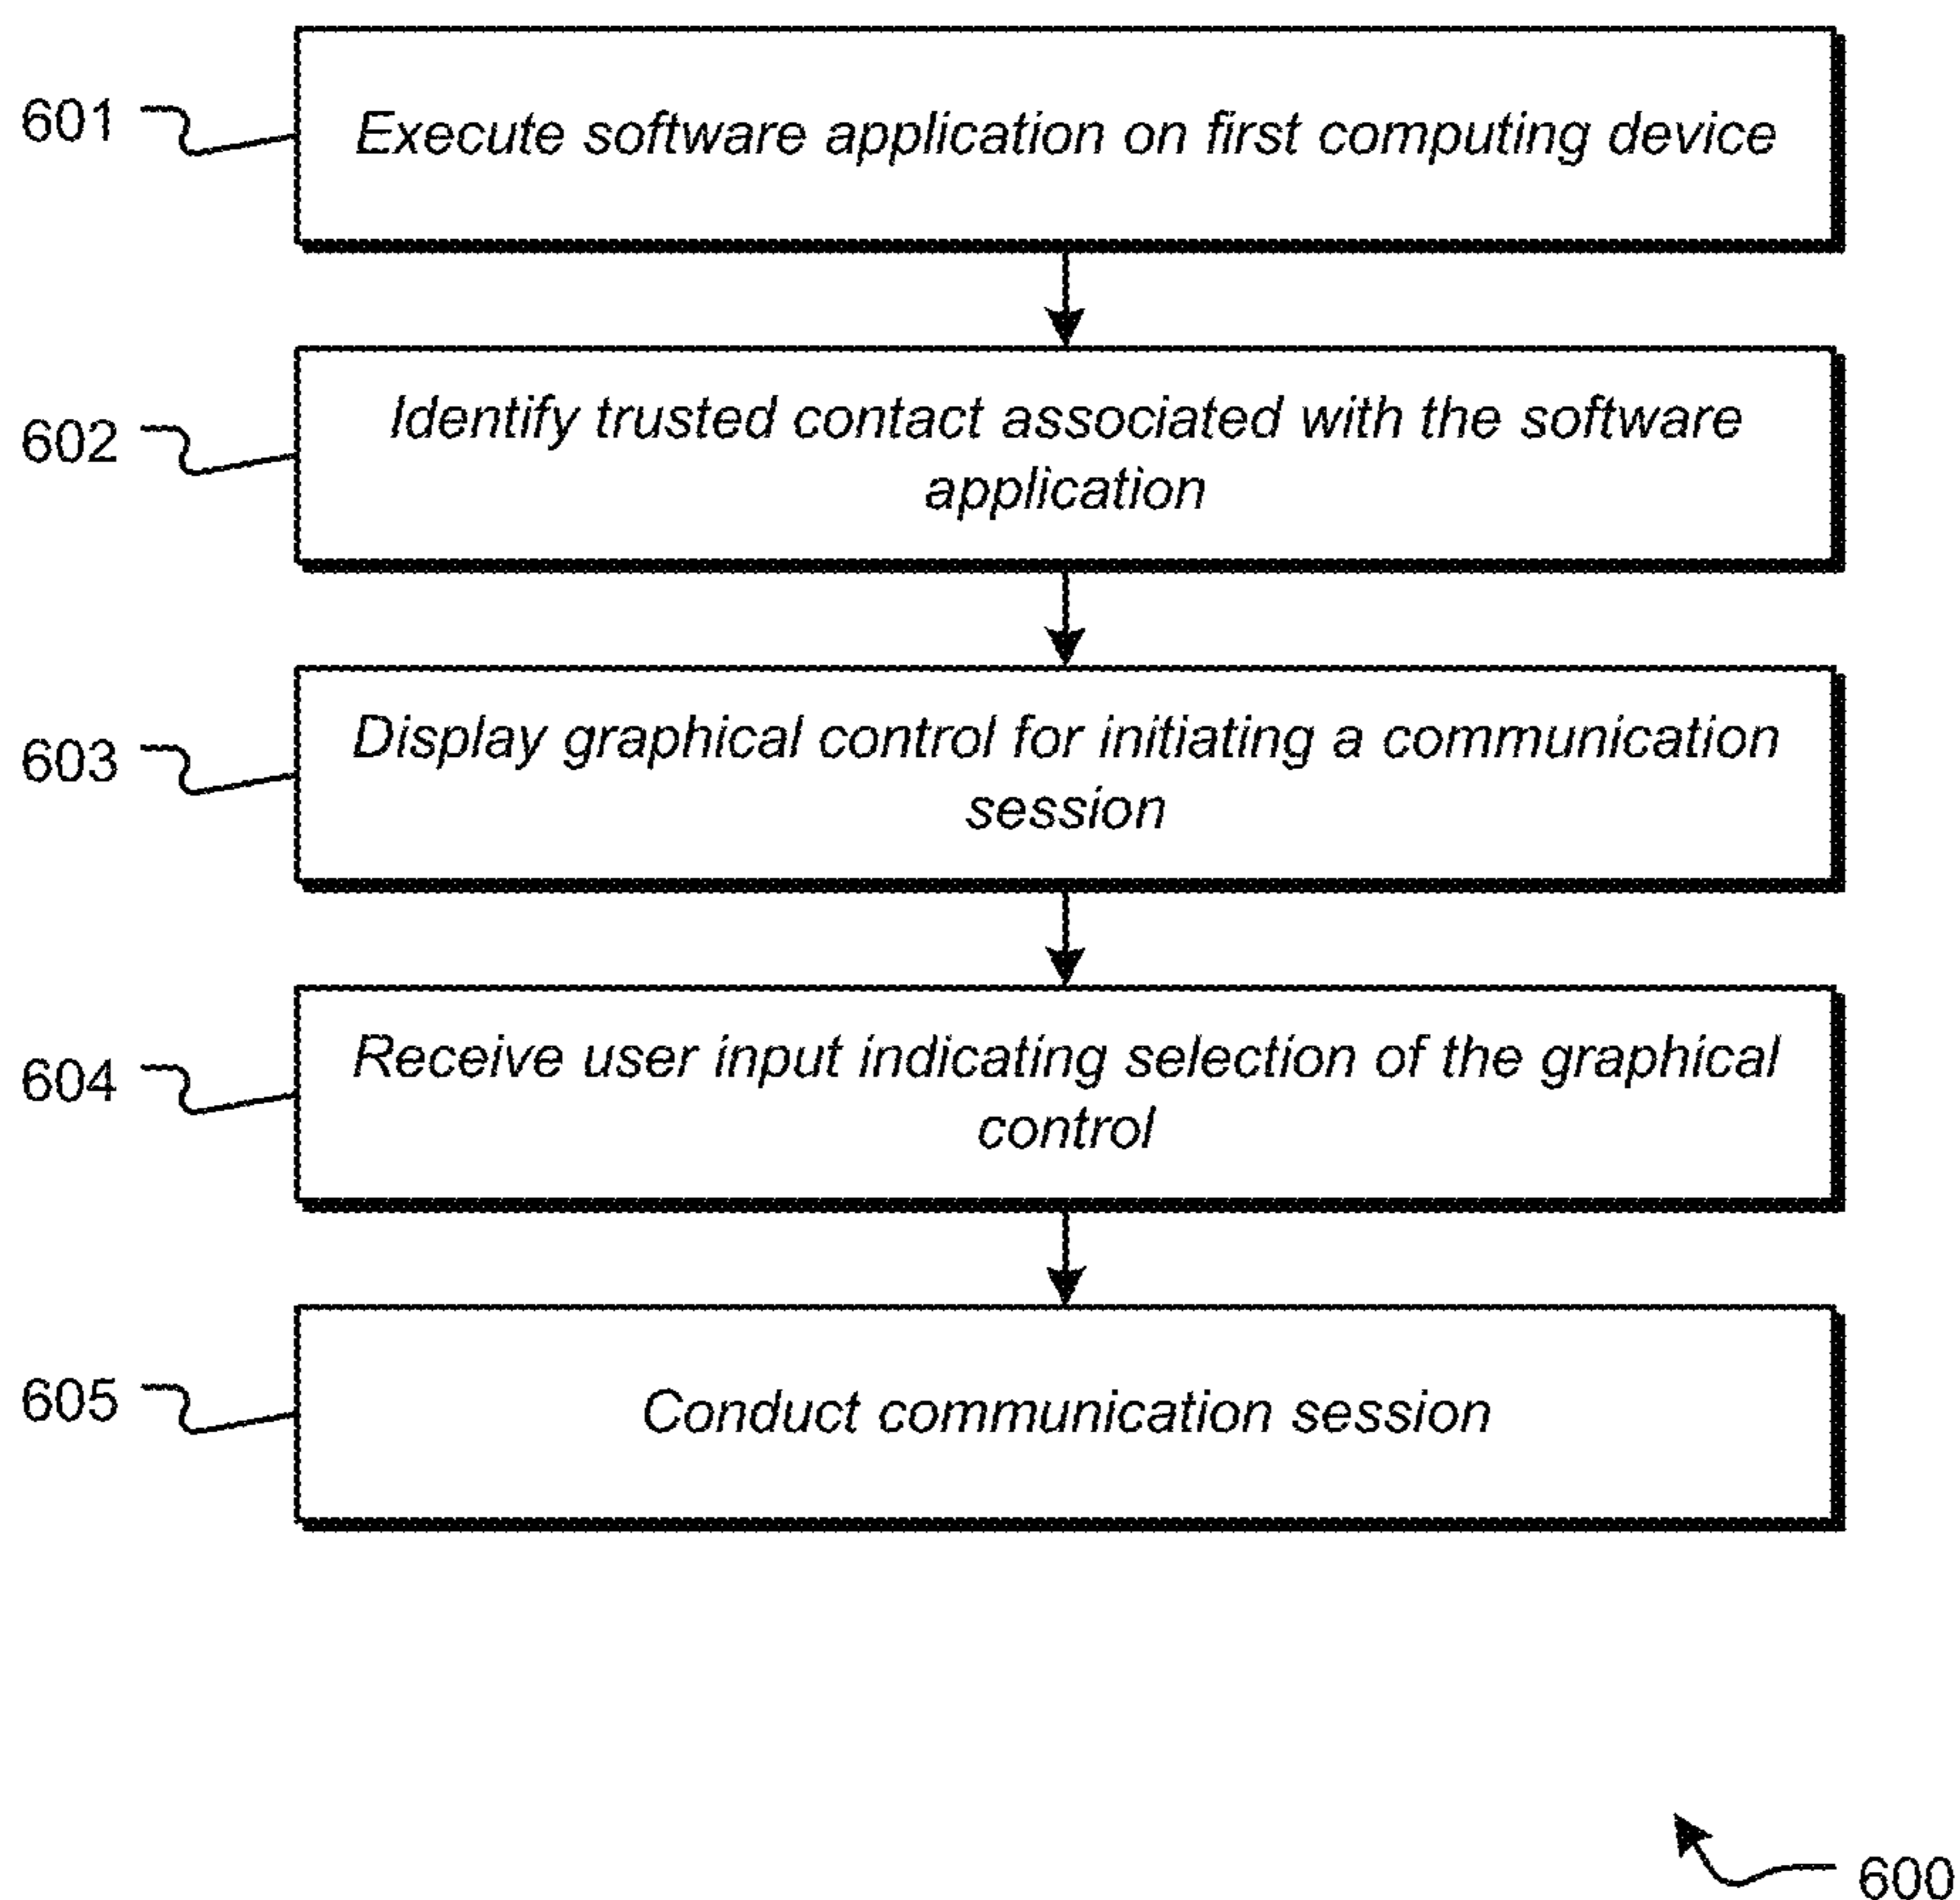 601
Execute software application on first computing device
602
Identify trusted contact associated with the software
application
603
Display graphical control for initiating a communication
session
604
Receive user input indicating selection of the graphical
control
605
Conduct communication session
600